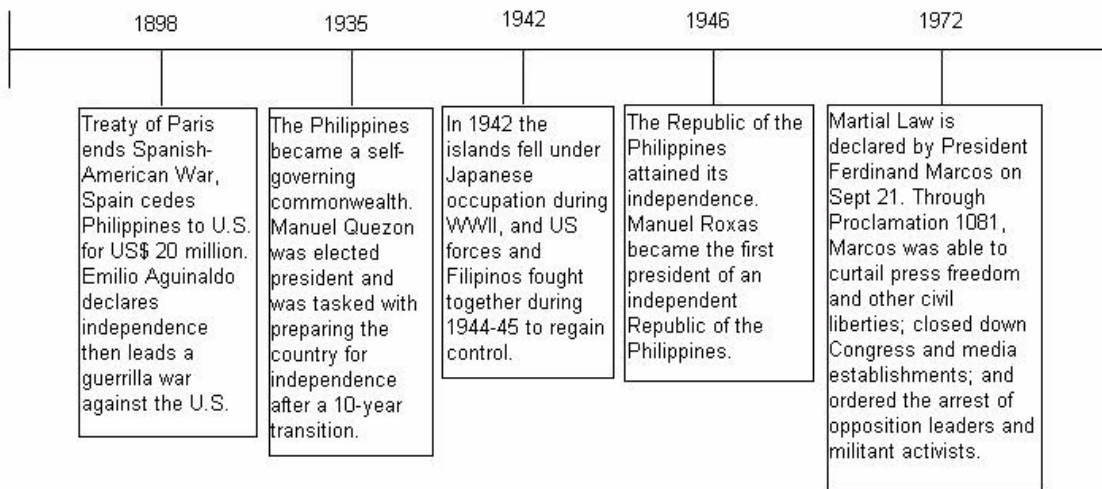 1898
1935
1942
1946
1972
Treaty of Paris
ends Spanish-
American War,
Spain cedes
Philippines to U.S.
for US$ 20 million.
Emilio Aguinaldo
declares
independence
then leads a
guerrilla war
against the U.S.
The Philippines
became a self-
governing
commonwealth.
Manuel Quezon
was elected
president and
was tasked with
preparing the
country for
independence
after a 10-year
transition.
In 1942 the
islands fell under
Japanese
occupation during
WWII, and US
forces and
Filipinos fought
together during
1944-45 to regain
control.
The Republic of the
Philippines
attained its
independence.
Manuel Roxas
became the first
president of an
independent
Republic of the
Philippines.
Martial Law is
declared by President
Ferdinand Marcos on
Sept 21. Through
Proclamation 1081,
Marcos was able to
curtail press freedom
and other civil
liberties; closed down
Congress and media
establishments; and
ordered the arrest of
opposition leaders and
militant activists.